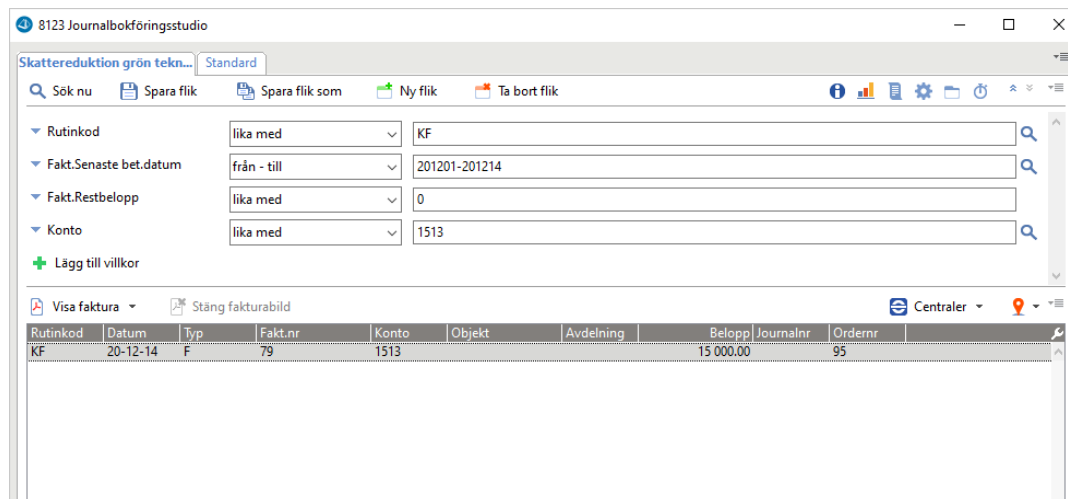 8123 Journalbokföringsstudio
Skattereduktion grön tekn... Standard
Sök nu Spara flik Spara flik som Ny flik Ta bort flik
Rutinkod lika med KF
Fakt.Senaste bet.datum från - till 201201-201214
Fakt.Restbelopp lika med 0
Konto lika med 1513
Lägg till villkor
Visa faktura Stäng fakturabild Centraler
Rutinkod Datum Typ Fakt.nr Konto Objekt Avdelning Belopp Journalnr Ordernr
KF 20-12-14 F 79 1513 15 000.00 95